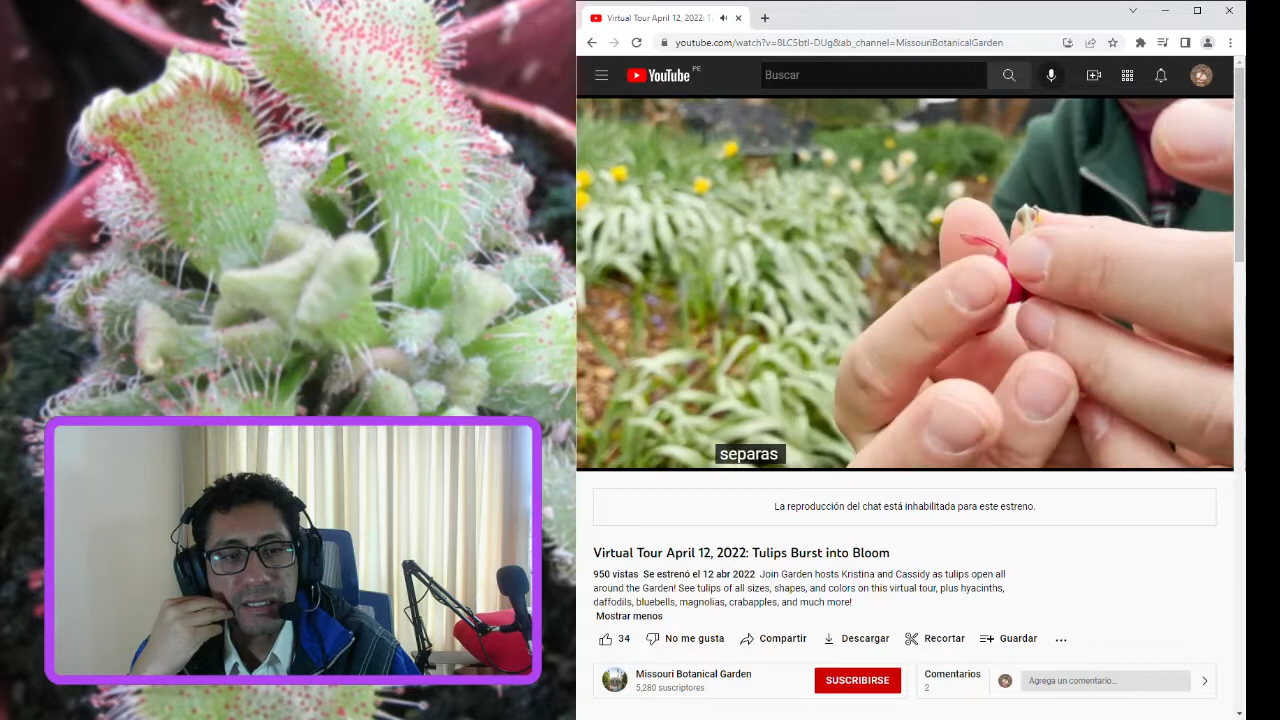 Virtual Tour April 12, 2022: T
youtube.com/watch?v=8LC5btl-DUg&ab_channel=MissouriBotanicalGarden
YouTube PE
Buscar
separas
La reproducción del chat está inhabilitada para este estreno.
Virtual Tour April 12, 2022: Tulips Burst into Bloom
950 vistas Se estrenó el 12 abr 2022 Join Garden hosts Kristina and Cassidy as tulips open all
around the Garden! See tulips of all sizes, shapes, and colors on this virtual tour, plus hyacinths,
daffodils, bluebells, magnolias, crabapples, and much more!
Mostrar menos
34 No me gusta Compartir Descargar Recortar Guardar
Missouri Botanical Garden
5,280 suscriptores
SUSCRIBIRSE
Comentarios
2
Agrega un comentario...